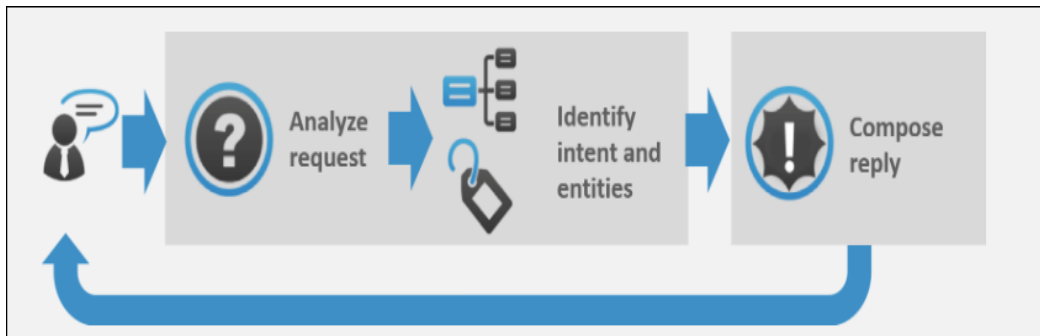 Analyze
request
Identify
intent and
entities
Compose
reply